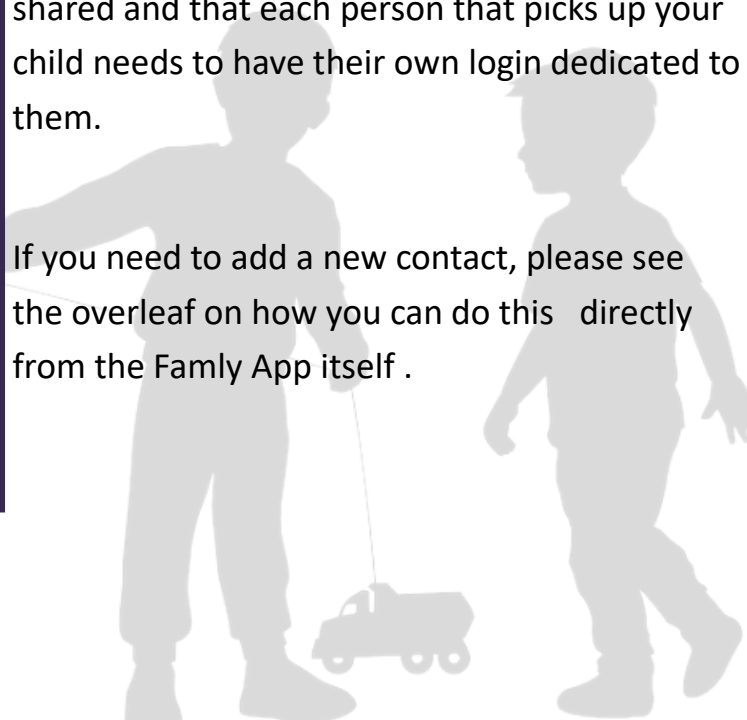 shared and that each person that picks up your
child needs to have their own login dedicated to
them.
If you need to add a new contact, please see
the overleaf on how you can do this   directly
from the Famly App itself .